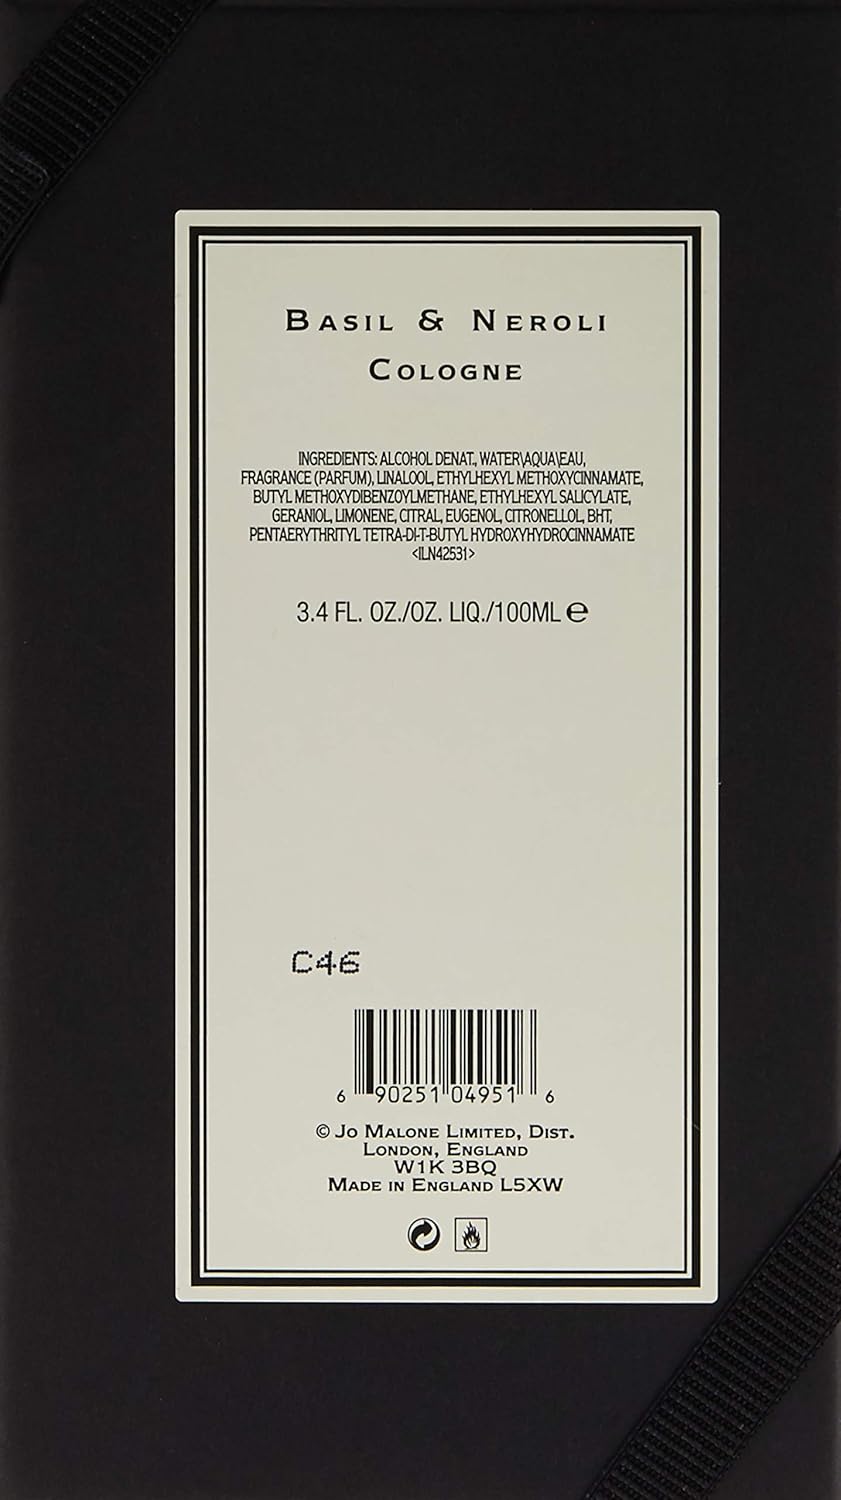 BASIL & NEROLI
COLOGNE
INGREDIENTS: ALCOHOL DENAT., WATER\AQUA\EAU,
FRAGRANCE (PARFUM), LINALOOL, ETHYLHEXYL METHOXYCINNAMATE,
BUTYL METHOXYDIBENZOYLMETHANE, ETHYLHEXYL SALICYLATE,
GERANIOL, LIMONENE, CITRAL, EUGENOL, CITRONELLOL, BHT,
PENTAERYTHRITYL TETRA-DI-T-BUTYL HYDROXYHYDROCINNAMATE
<ILN42531>
3.4 FL. OZ./OZ. LIQ./100ML ℮
C46
6 90251 04951 6
© JO MALONE LIMITED, DIST.
LONDON, ENGLAND
W1K 3BQ
MADE IN ENGLAND L5XW